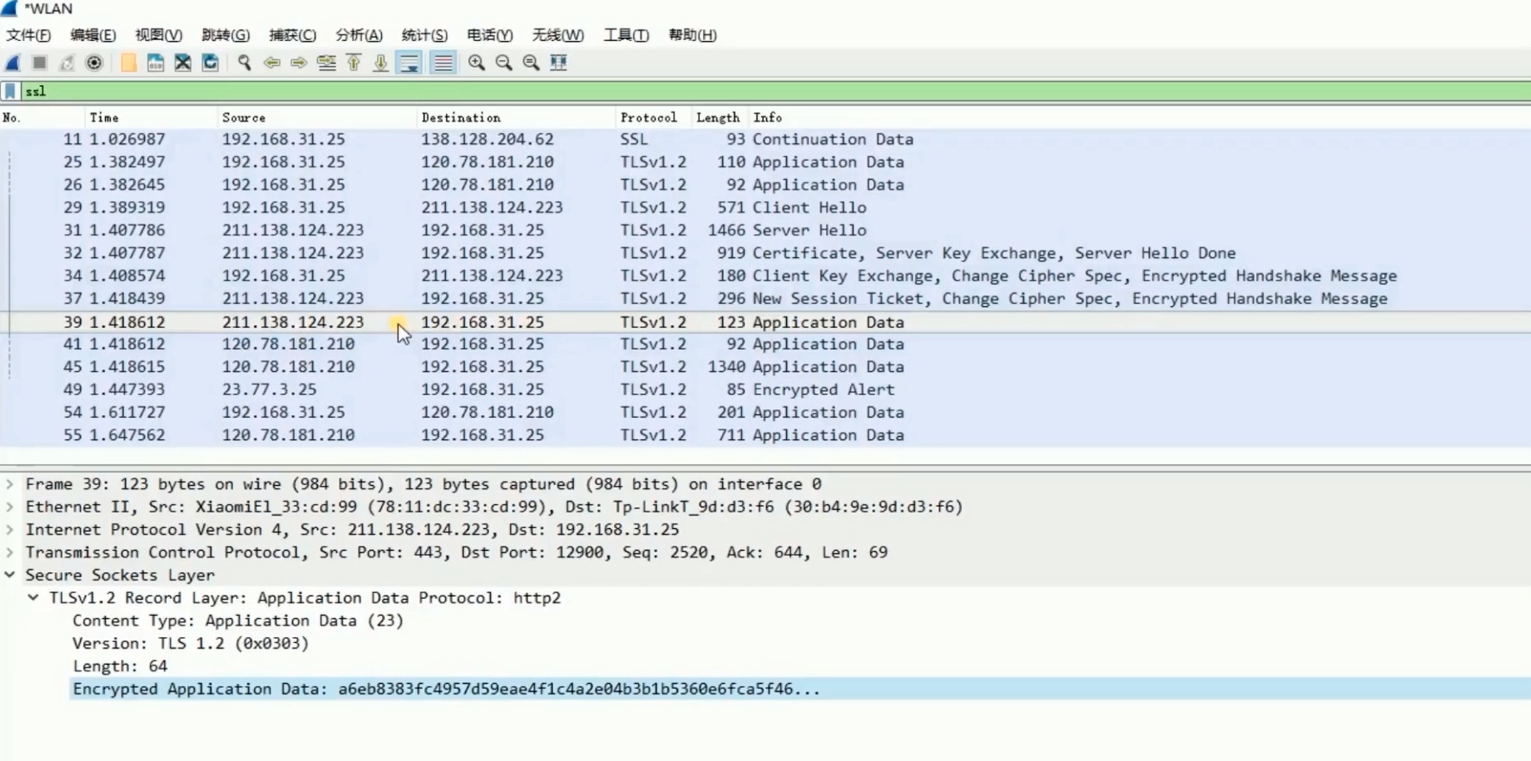 *WLAN
文件(F) 编辑(E) 视图(V) 跳转(G) 捕获(C) 分析(A) 统计(S) 电话(Y) 无线(W) 工具(T) 帮助(H)
ssl
No. Time Source Destination Protocol Length Info
11 1.026987 192.168.31.25 138.128.204.62 SSL 93 Continuation Data
25 1.382497 192.168.31.25 120.78.181.210 TLSv1.2 110 Application Data
26 1.382645 192.168.31.25 120.78.181.210 TLSv1.2 92 Application Data
29 1.389319 192.168.31.25 211.138.124.223 TLSv1.2 571 Client Hello
31 1.407786 211.138.124.223 192.168.31.25 TLSv1.2 1466 Server Hello
32 1.407787 211.138.124.223 192.168.31.25 TLSv1.2 919 Certificate, Server Key Exchange, Server Hello Done
34 1.408574 192.168.31.25 211.138.124.223 TLSv1.2 180 Client Key Exchange, Change Cipher Spec, Encrypted Handshake Message
37 1.418439 211.138.124.223 192.168.31.25 TLSv1.2 296 New Session Ticket, Change Cipher Spec, Encrypted Handshake Message
39 1.418612 211.138.124.223 192.168.31.25 TLSv1.2 123 Application Data
41 1.418612 120.78.181.210 192.168.31.25 TLSv1.2 92 Application Data
45 1.418615 120.78.181.210 192.168.31.25 TLSv1.2 1340 Application Data
49 1.447393 23.77.3.25 192.168.31.25 TLSv1.2 85 Encrypted Alert
54 1.611727 192.168.31.25 120.78.181.210 TLSv1.2 201 Application Data
55 1.647562 120.78.181.210 192.168.31.25 TLSv1.2 711 Application Data
Frame 39: 123 bytes on wire (984 bits), 123 bytes captured (984 bits) on interface 0
Ethernet II, Src: XiaomiEl_33:cd:99 (78:11:dc:33:cd:99), Dst: Tp-LinkT_9d:d3:f6 (30:b4:9e:9d:d3:f6)
Internet Protocol Version 4, Src: 211.138.124.223, Dst: 192.168.31.25
Transmission Control Protocol, Src Port: 443, Dst Port: 12900, Seq: 2520, Ack: 644, Len: 69
Secure Sockets Layer
TLSv1.2 Record Layer: Application Data Protocol: http2
Content Type: Application Data (23)
Version: TLS 1.2 (0x0303)
Length: 64
Encrypted Application Data: a6eb8383fc4957d59eae4f1c4a2e04b3b1b5360e6fca5f46...